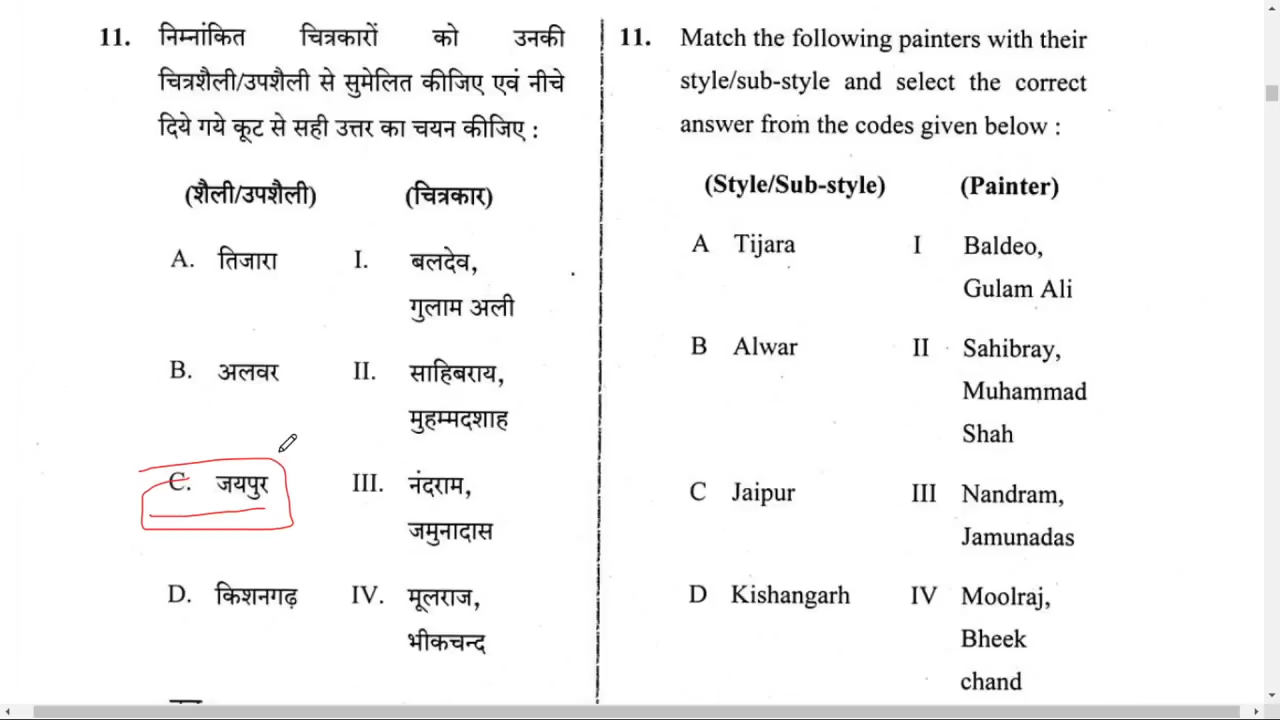 11. निम्नांकित चित्रकारों को उनकी
चित्रशैली/उपशैली से सुमेलित कीजिए एवं नीचे
दिये गये कूट से सही उत्तर का चयन कीजिए :
(शैली/उपशैली) (चित्रकार)
A. तिजारा I. बलदेव,
गुलाम अली
B. अलवर II. साहिबराय,
मुहम्मदशाह
C. जयपुर III. नंदराम,
जमुनादास
D. किशनगढ़ IV. मूलराज,
भीकचन्द
11. Match the following painters with their
style/sub-style and select the correct
answer from the codes given below :
(Style/Sub-style) (Painter)
A Tijara I Baldeo,
Gulam Ali
B Alwar II Sahibray,
Muhammad
Shah
C Jaipur III Nandram,
Jamunadas
D Kishangarh IV Moolraj,
Bheek
chand